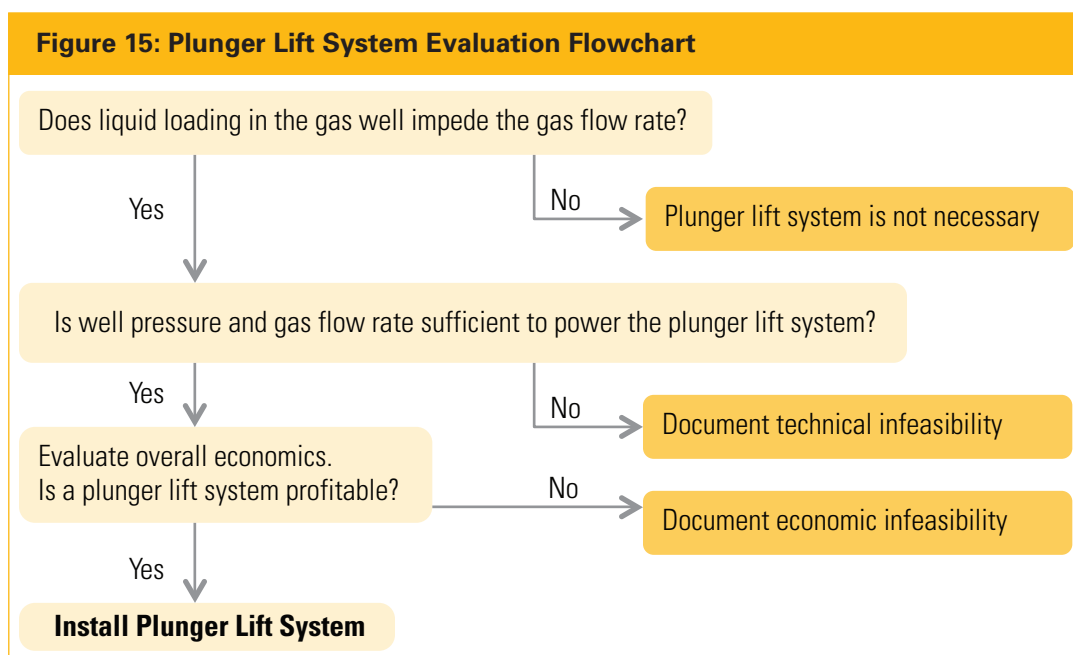 Figure 15: Plunger Lift System Evaluation Flowchart
Does liquid loading in the gas well impede the gas flow rate?
Yes
No
Plunger lift system is not necessary
Is well pressure and gas flow rate sufficient to power the plunger lift system?
Yes
No
Document technical infeasibility
Evaluate overall economics.
Is a plunger lift system profitable?
No
Document economic infeasibility
Yes
Install Plunger Lift System